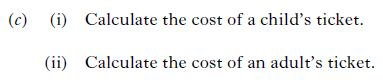 (c) (i) Calculate the cost of a child's ticket.
(ii) Calculate the cost of an adult's ticket.